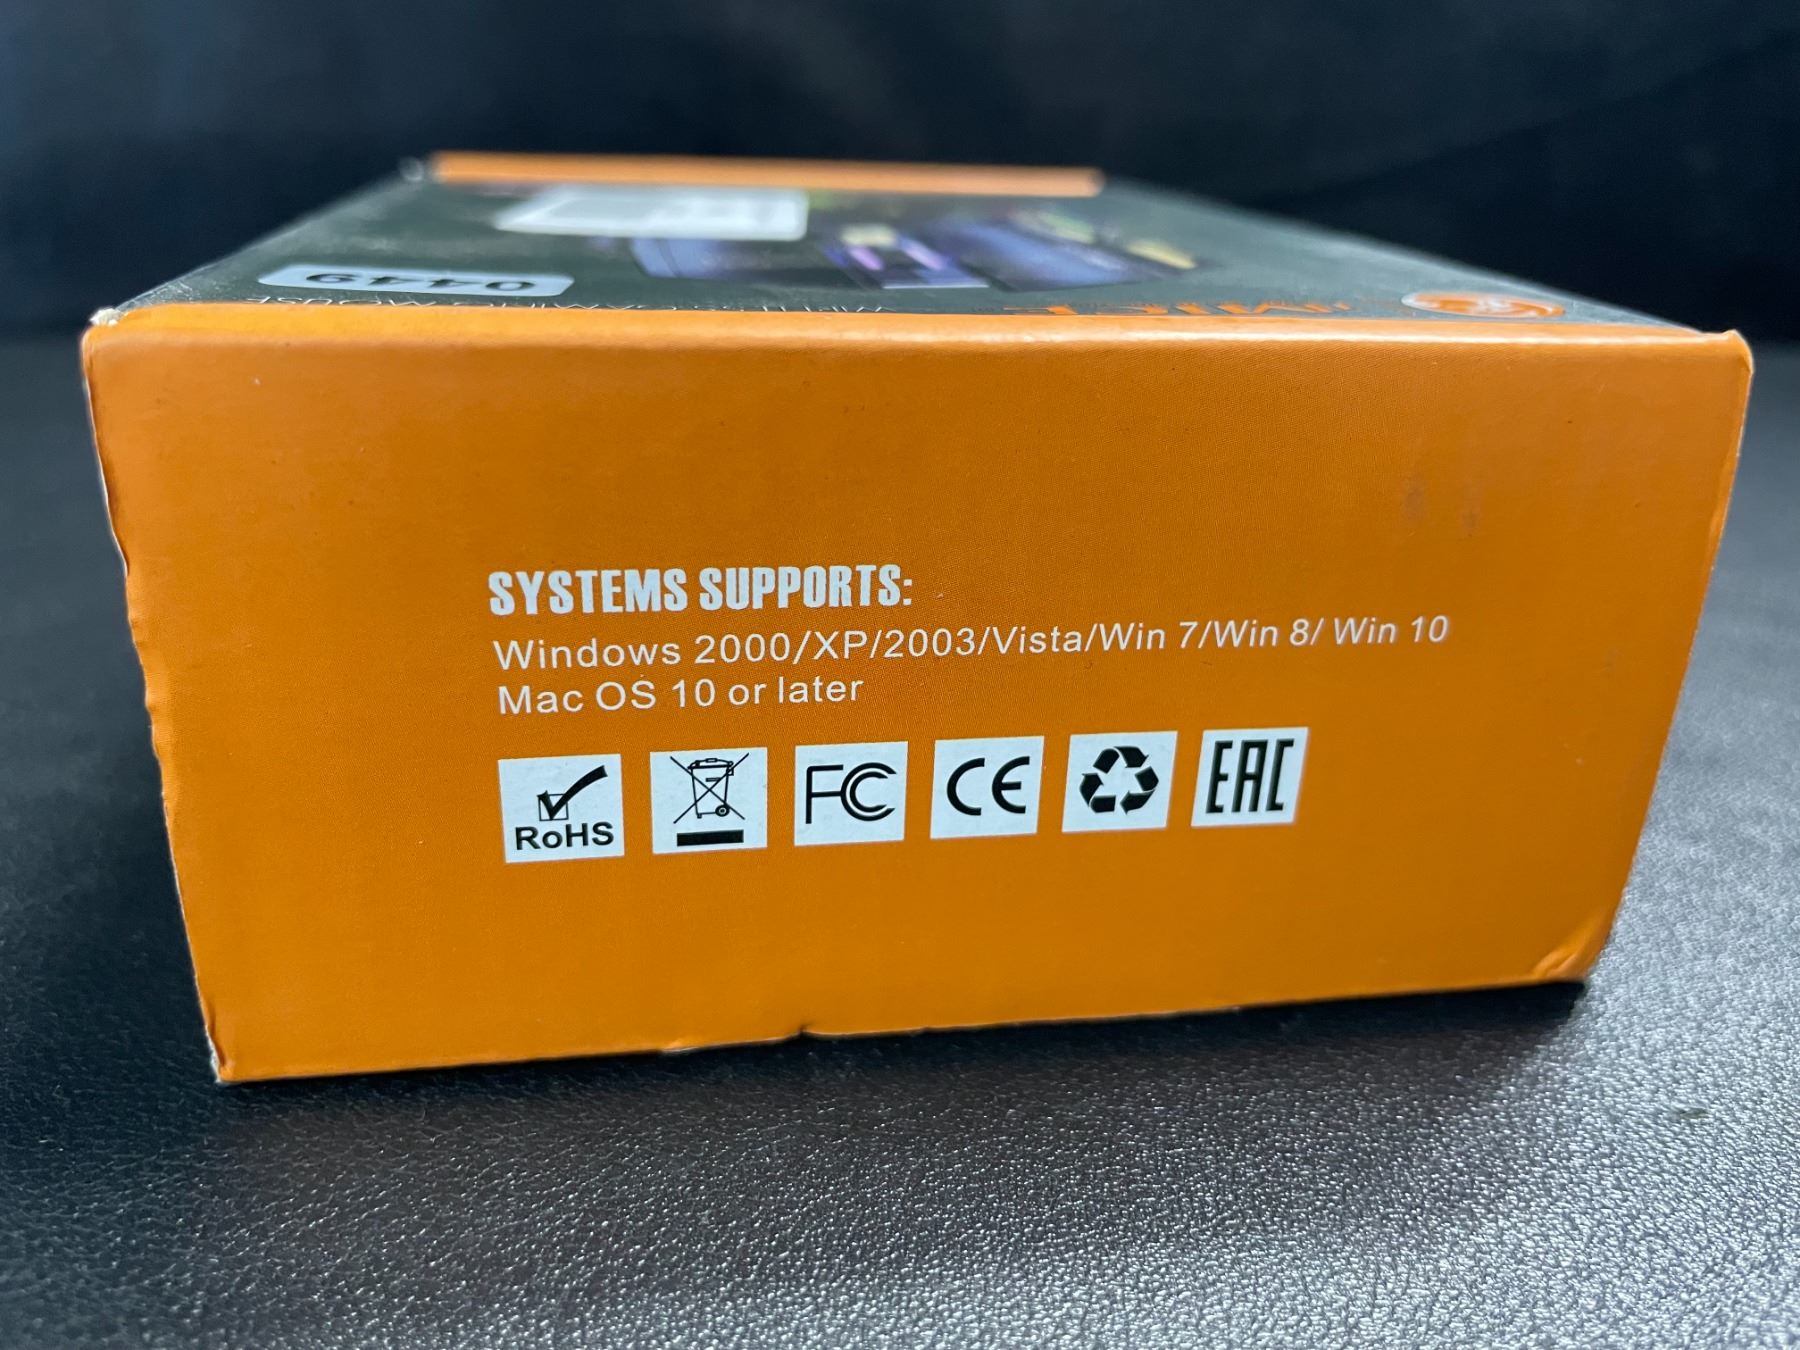 0449
SYSTEMS SUPPORTS:
Windows 2000/XP/2003/Vista/Win 7/Win 8/ Win 10
Mac OS 10 or later
RoHS
FC
CE
EAC